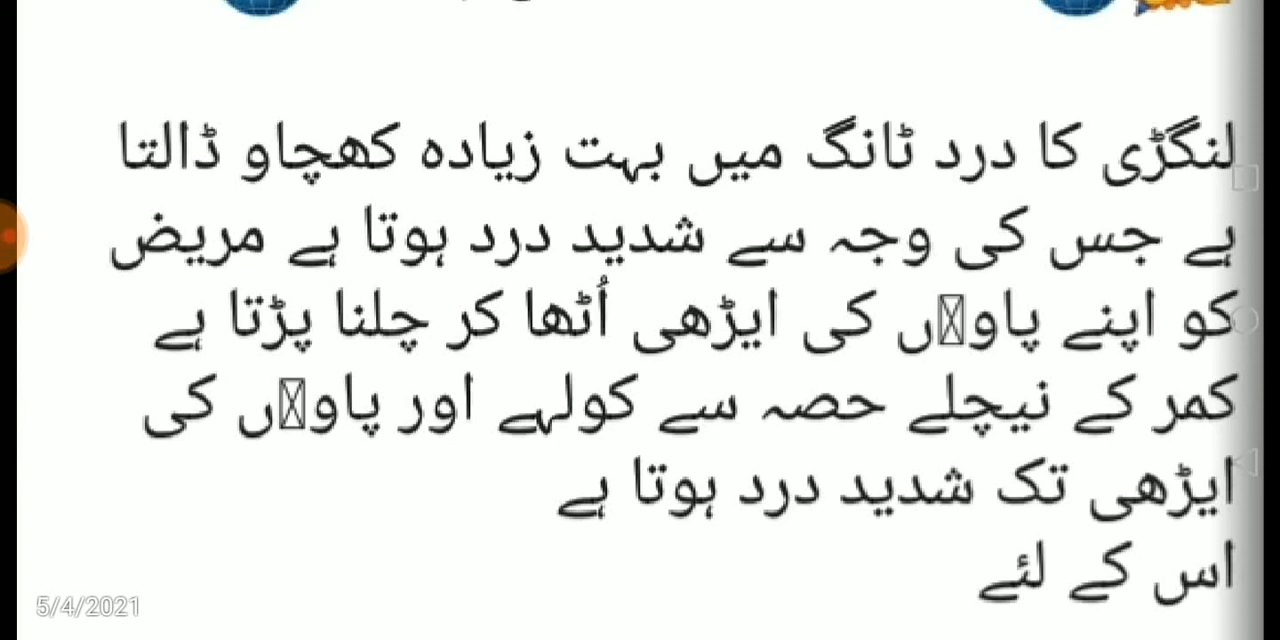 لنگڑی کا درد ٹانگ میں بہت زیادہ کھچاو ڈالتا
ہے جس کی وجہ سے شدید درد ہوتا ہے مریض
کو اپنے پاو▯ں کی ایڑھی اُٹھا کر چلنا پڑتا ہے
کمر کے نیچلے حصہ سے کولہے اور پاو▯ں کی
ایڑھی تک شدید درد ہوتا ہے
اس کے لئے
5/4/2021